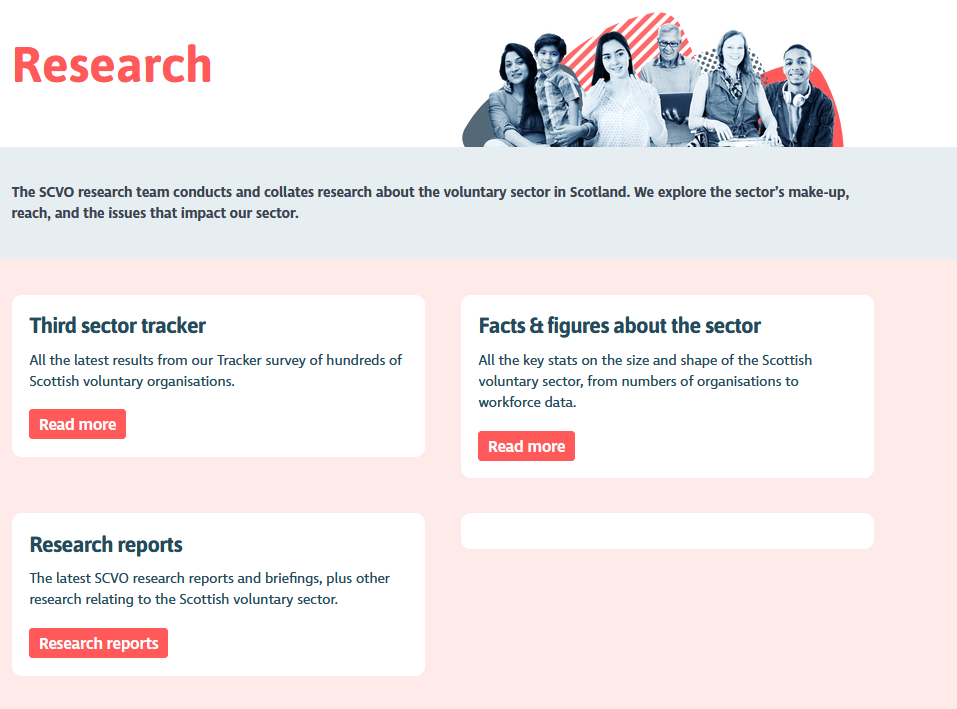 Research
The SCVO research team conducts and collates research about the voluntary sector in Scotland. We explore the sector's make-up,
reach, and the issues that impact our sector.
Third sector tracker
All the latest results from our Tracker survey of hundreds of
Scottish voluntary organisations.
Read more
Facts & figures about the sector
All the key stats on the size and shape of the Scottish
voluntary sector, from numbers of organisations to
workforce data.
Read more
Research reports
The latest SCVO research reports and briefings, plus other
research relating to the Scottish voluntary sector.
Research reports